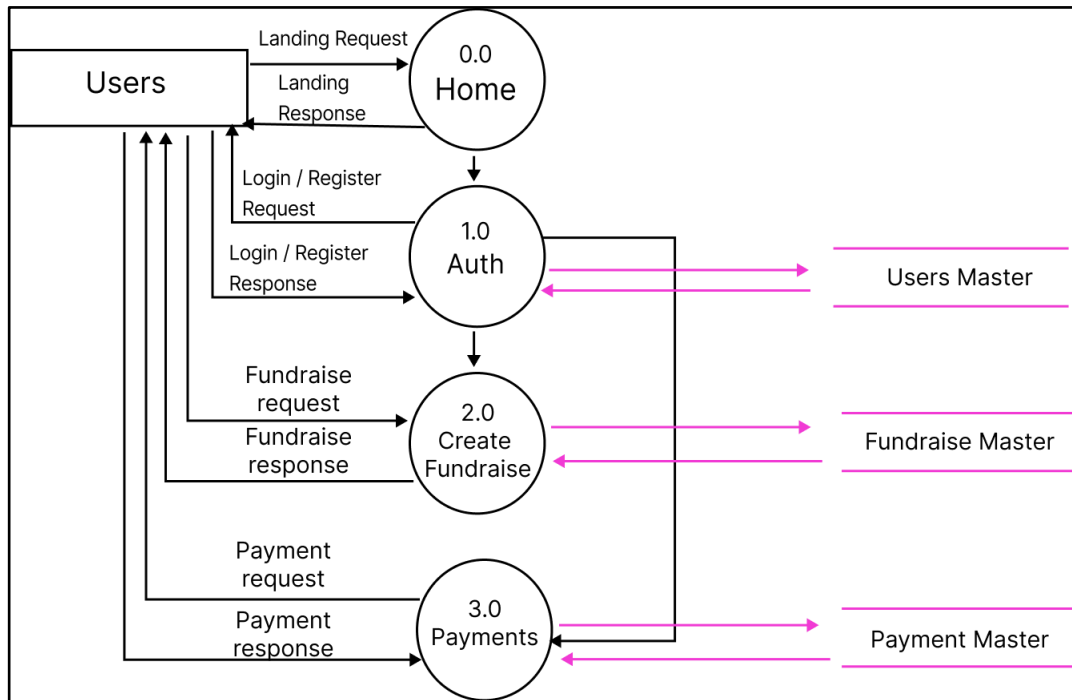 Users
Landing Request
Landing
Response
0.0
Home
Login / Register
Request
Login / Register
Response
1.0
Auth
Users Master
Fundraise
request
Fundraise
response
2.0
Create
Fundraise
Fundraise Master
Payment
request
Payment
response
3.0
Payments
Payment Master